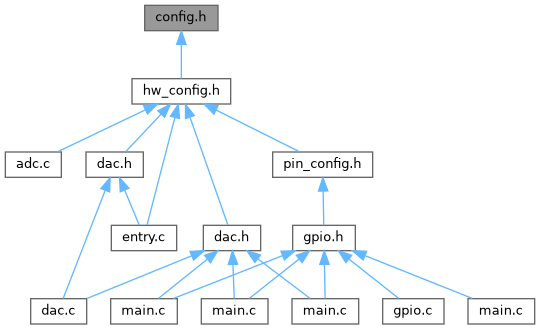 config.h
hw_config.h
adc.c
dac.h
pin_config.h
entry.c
dac.h
gpio.h
dac.c
main.c
main.c
main.c
gpio.c
main.c